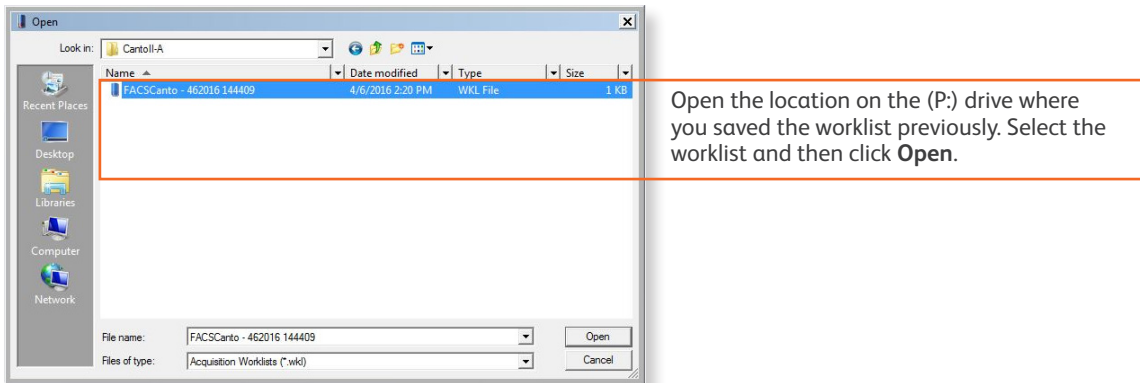 Open
Look in: CantoII-A
Name Date modified Type Size
FACSCanto - 462016 144409 4/6/2016 2:20 PM WKL File 1 KB
Recent Places
Desktop
Libraries
Computer
Network
File name: FACSCanto - 462016 144409 Open
Files of type: Acquisition Worklists (*.wkl) Cancel
Open the location on the (P:) drive where
you saved the worklist previously. Select the
worklist and then click Open.